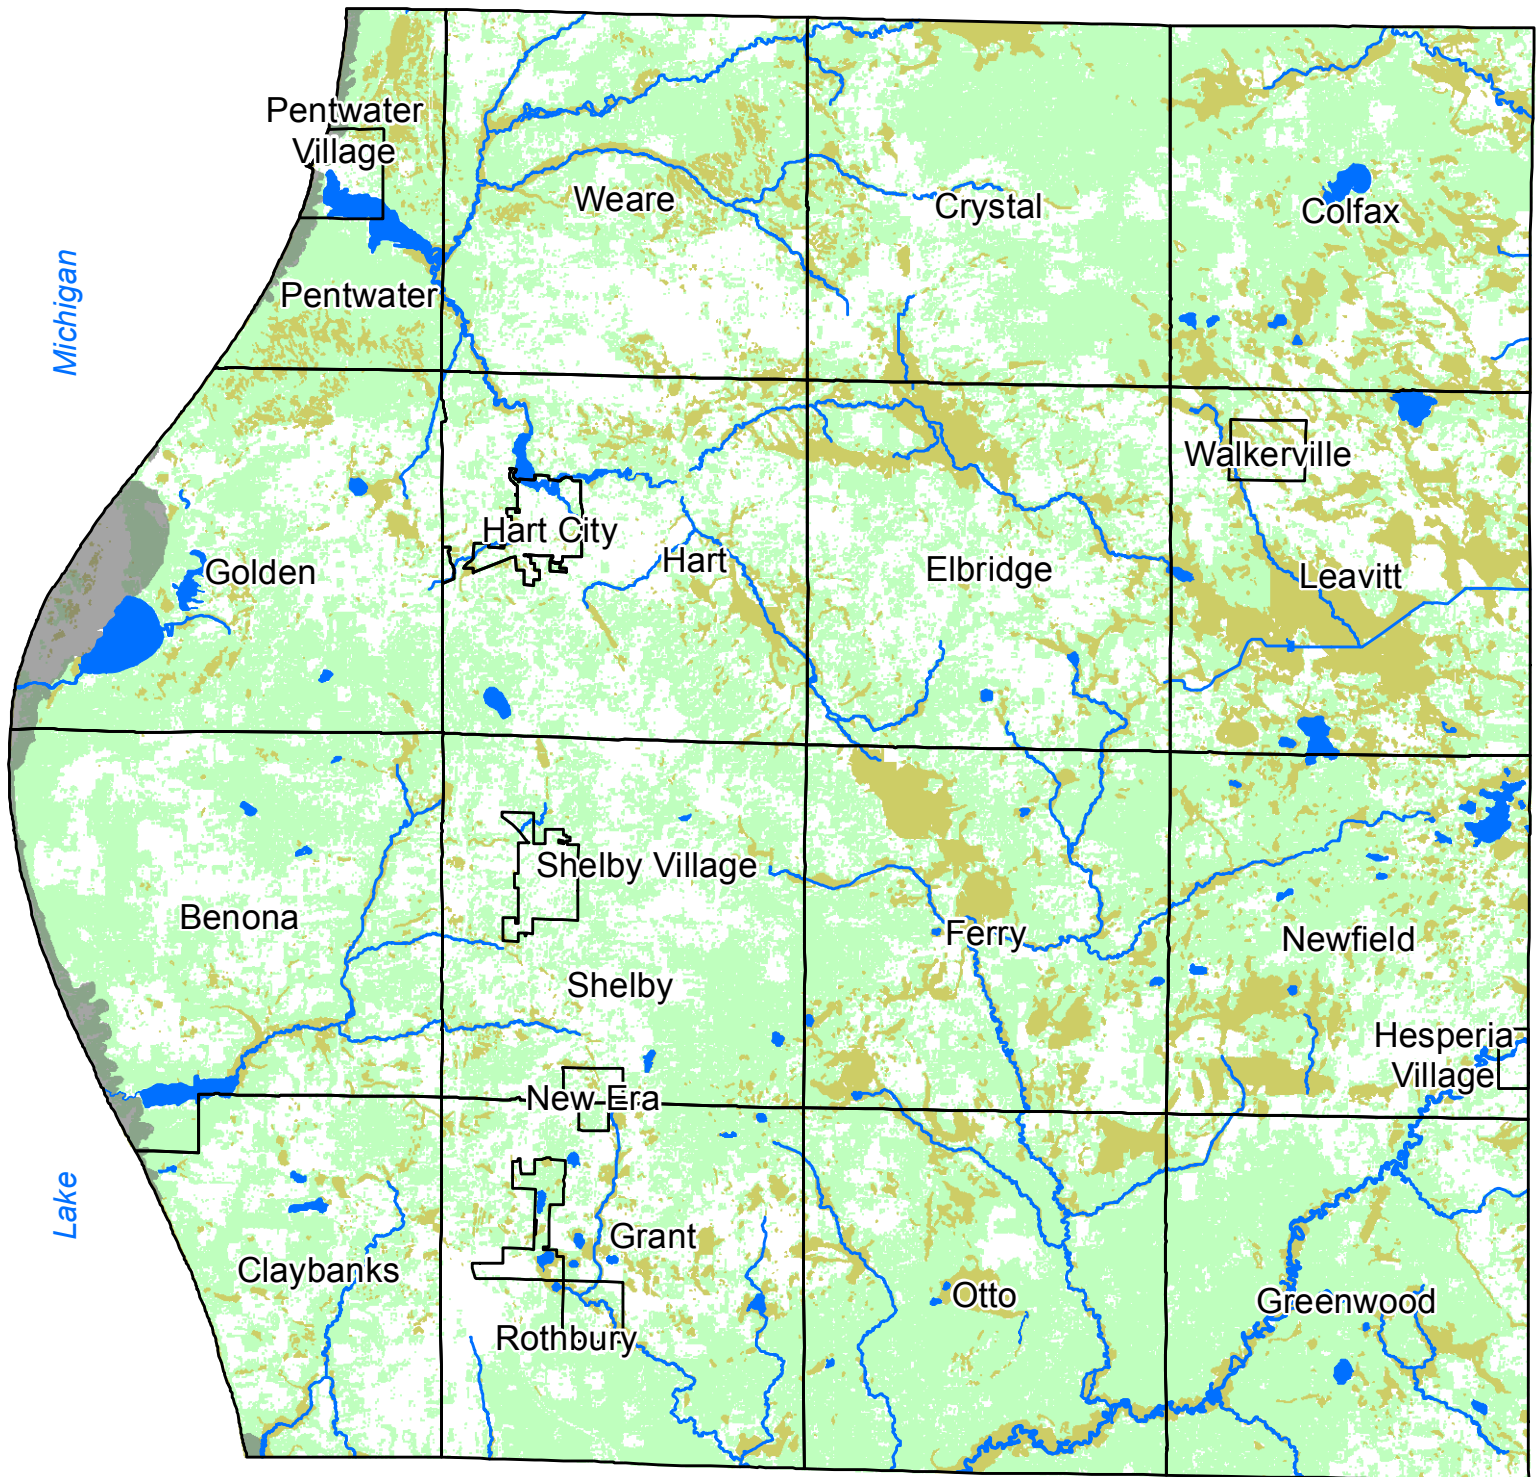 Pentwater
Village
Weare
Crystal
Colfax
Michigan
Pentwater
Walkerville
Hart City
Hart
Golden
Elbridge
Leavitt
Shelby Village
Benona
Ferry
Newfield
Shelby
Hesperia
Village
New Era
Lake
Grant
Claybanks
Otto
Greenwood
Rothbury